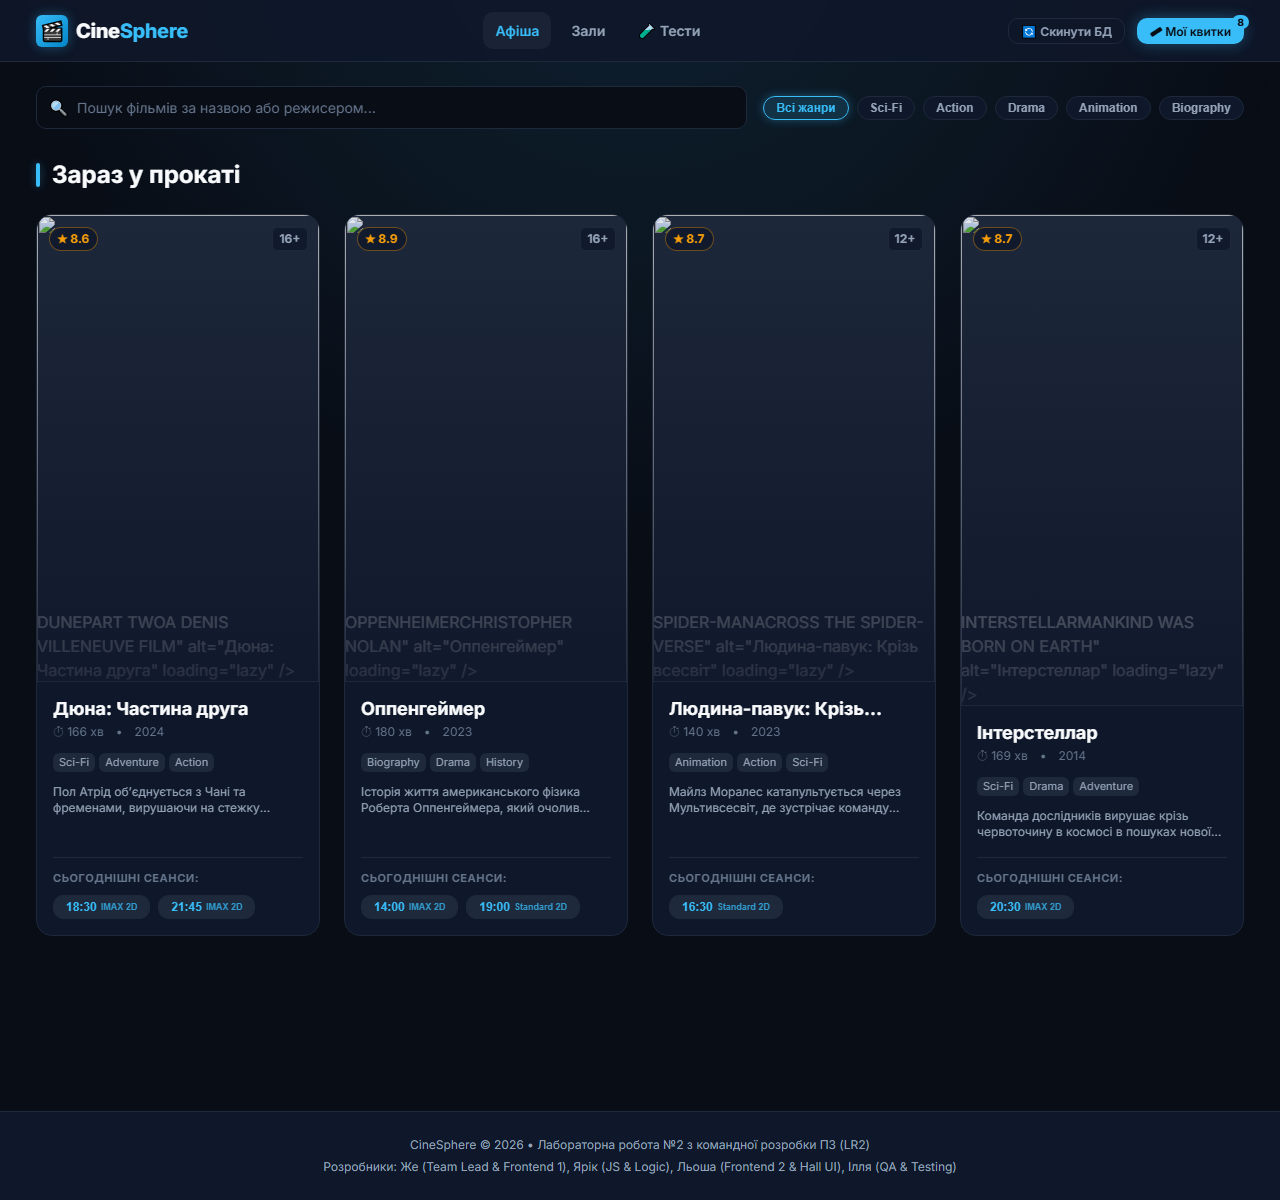 CineSphere
Афіша
Зали
Тести
Скинути БД
Мої квитки
8
Пошук фільмів за назвою або режисером...
Всі жанри
Sci-Fi
Action
Drama
Animation
Biography
Зараз у прокаті
★ 8.6
16+
DUNEPART TWOA DENIS
VILLENEUVE FILM" alt="Дюна:
Частина друга" loading="lazy" />
Дюна: Частина друга
166 хв • 2024
Sci-Fi
Adventure
Action
Пол Атрід об’єднується з Чані та
фременами, вирушаючи на стежку...
СЬОГОДНІШНІ СЕАНСИ:
18:30 IMAX 2D
21:45 IMAX 2D
★ 8.9
16+
OPPENHEIMERCHRISTOPHER
NOLAN" alt="Оппенгеймер"
loading="lazy" />
Оппенгеймер
180 хв • 2023
Biography
Drama
History
Історія життя американського фізика
Роберта Оппенгеймера, який очолив...
СЬОГОДНІШНІ СЕАНСИ:
14:00 IMAX 2D
19:00 Standard 2D
★ 8.7
12+
SPIDER-MANACROSS THE SPIDER-
VERSE" alt="Людина-павук: Крізь
всесвіт" loading="lazy" />
Людина-павук: Крізь...
140 хв • 2023
Animation
Action
Sci-Fi
Майлз Моралес катапультується через
Мультивсесвіт, де зустрічає команду...
СЬОГОДНІШНІ СЕАНСИ:
16:30 Standard 2D
★ 8.7
12+
INTERSTELLARMANKIND WAS
BORN ON EARTH"
alt="Інтерстеллар" loading="lazy"
/>
Інтерстеллар
169 хв • 2014
Sci-Fi
Drama
Adventure
Команда дослідників вирушає крізь
червоточину в космосі в пошуках нової...
СЬОГОДНІШНІ СЕАНСИ:
20:30 IMAX 2D
CineSphere © 2026 • Лабораторна робота №2 з командної розробки ПЗ (LR2)
Розробники: Же (Team Lead & Frontend 1), Ярік (JS & Logic), Льоша (Frontend 2 & Hall UI), Ілля (QA & Testing)